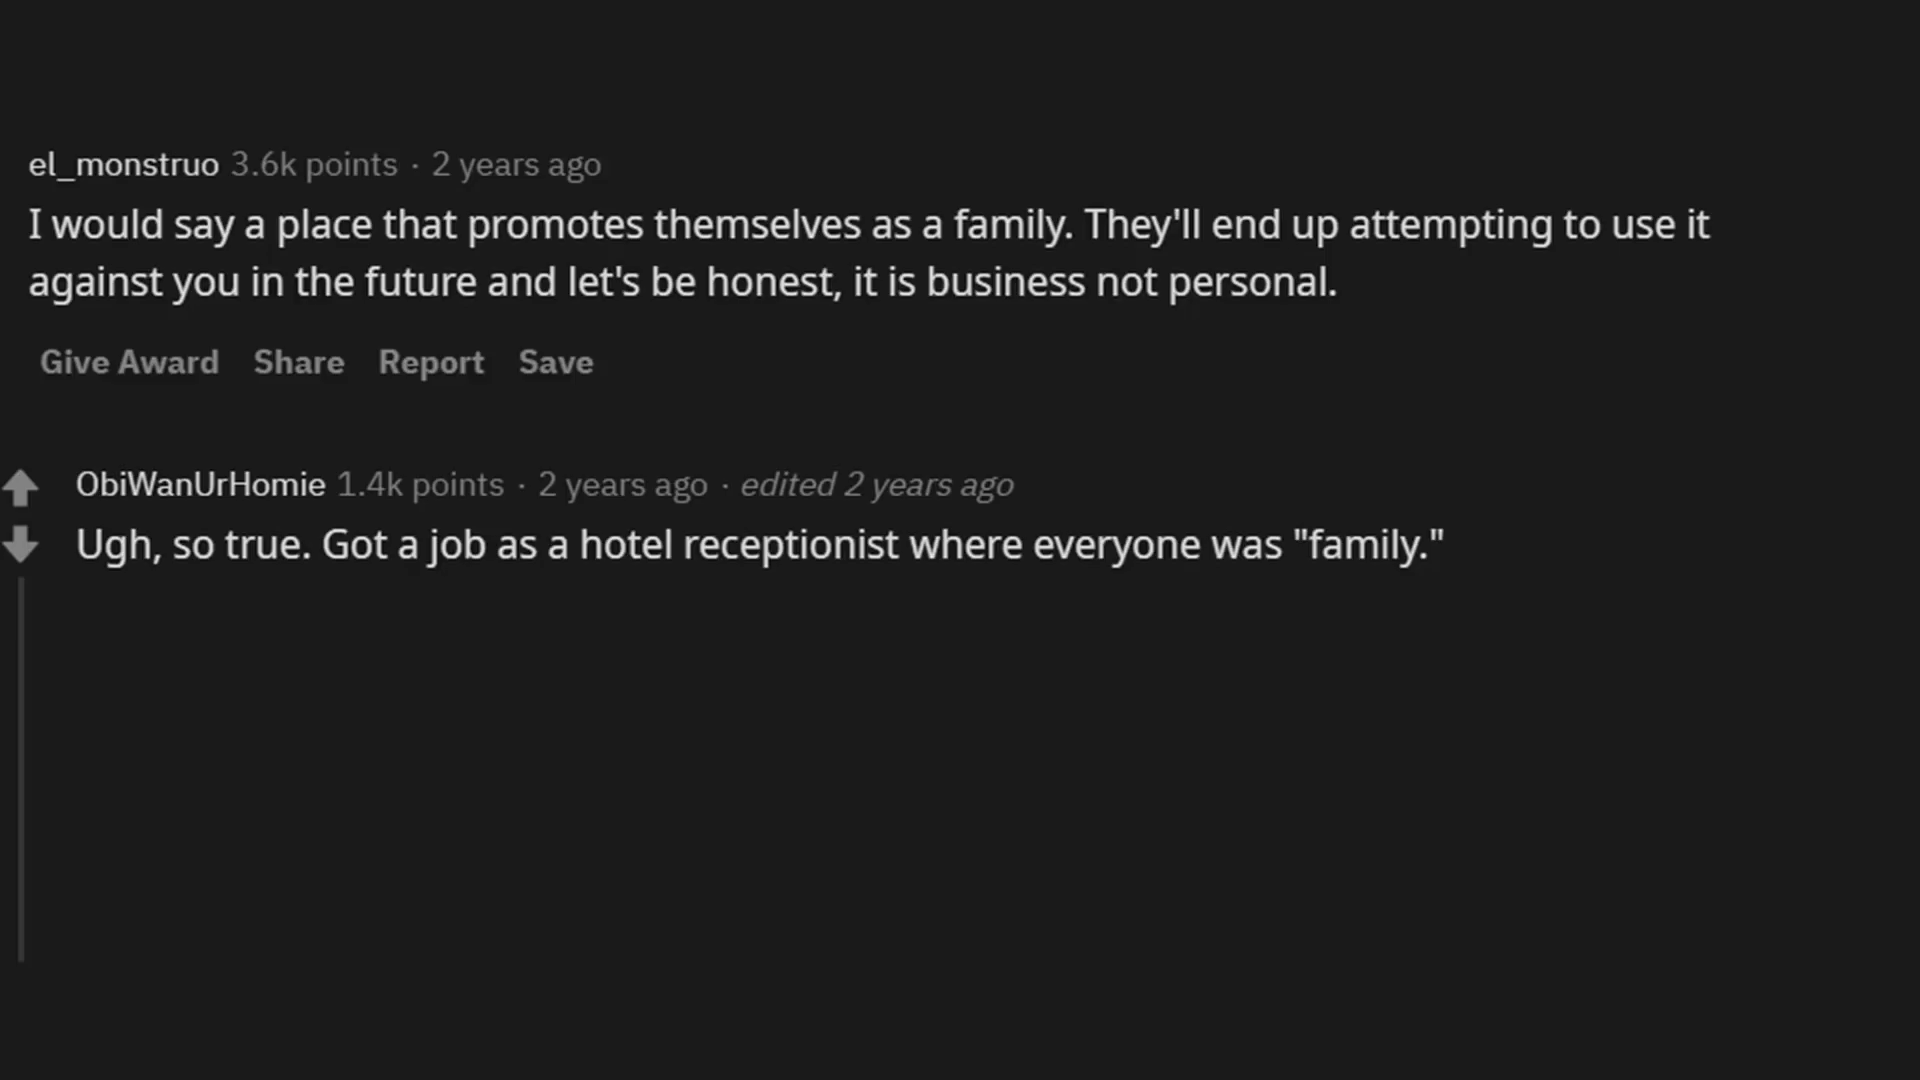 el_monstruo 3.6k points · 2 years ago
I would say a place that promotes themselves as a family. They'll end up attempting to use it
against you in the future and let's be honest, it is business not personal.
Give Award Share Report Save
ObiWanUrHomie 1.4k points · 2 years ago · edited 2 years ago
Ugh, so true. Got a job as a hotel receptionist where everyone was "family."